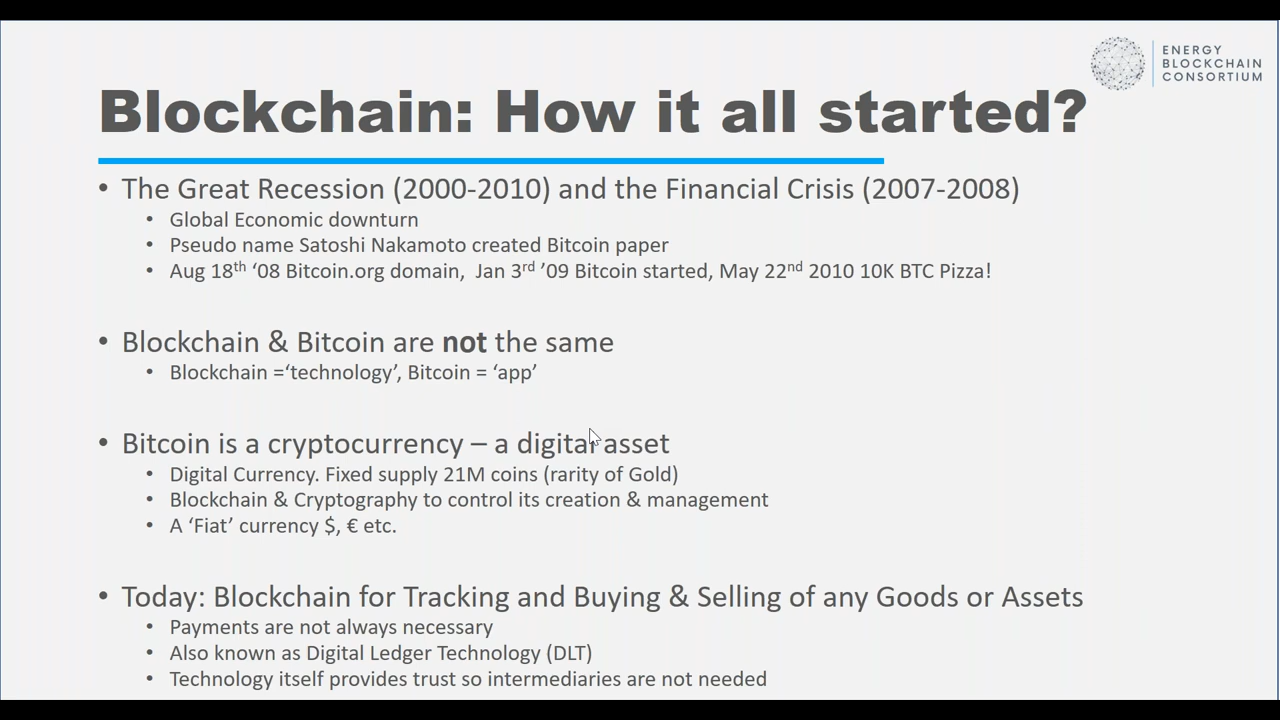 ENERGY
BLOCKCHAIN
CONSORTIUM
Blockchain: How it all started?
• The Great Recession (2000-2010) and the Financial Crisis (2007-2008)
• Global Economic downturn
• Pseudo name Satoshi Nakamoto created Bitcoin paper
• Aug 18th ‘08 Bitcoin.org domain,  Jan 3rd ’09 Bitcoin started, May 22nd 2010 10K BTC Pizza!
• Blockchain & Bitcoin are not the same
• Blockchain =‘technology’, Bitcoin = ‘app’
• Bitcoin is a cryptocurrency – a digital asset
• Digital Currency. Fixed supply 21M coins (rarity of Gold)
• Blockchain & Cryptography to control its creation & management
• A ‘Fiat’ currency $, € etc.
• Today: Blockchain for Tracking and Buying & Selling of any Goods or Assets
• Payments are not always necessary
• Also known as Digital Ledger Technology (DLT)
• Technology itself provides trust so intermediaries are not needed